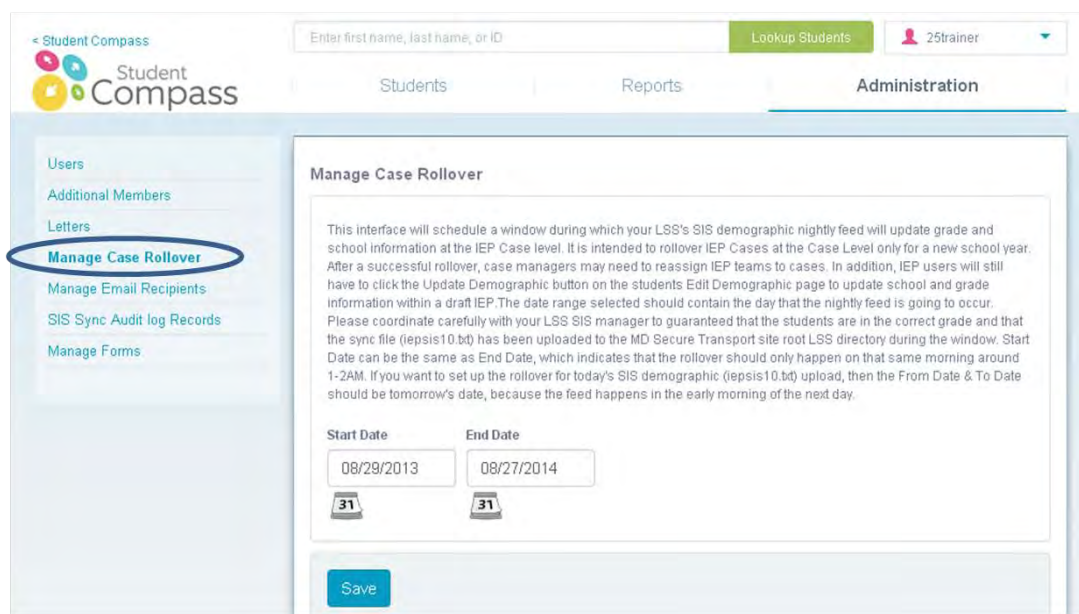 < Student Compass
Enter first name, last name, or ID
Lookup Students
25trainer
Student
Compass
Students
Reports
Administration
Users
Additional Members
Letters
Manage Case Rollover
Manage Email Recipients
SIS Sync Audit log Records
Manage Forms
Manage Case Rollover
This interface will schedule a window during which your LSS's SIS demographic nightly feed will update grade and
school information at the IEP Case level. It is intended to rollover IEP Cases at the Case Level only for a new school year.
After a successful rollover, case managers may need to reassign IEP teams to cases. In addition, IEP users will still
have to click the Update Demographic button on the students Edit Demographic page to update school and grade
information within a draft IEP.The date range selected should contain the day that the nightly feed is going to occur.
Please coordinate carefully with your LSS SIS manager to guaranteed that the students are in the correct grade and that
the sync file (iepsis10.txt) has been uploaded to the MD Secure Transport site root LSS directory during the window. Start
Date can be the same as End Date, which indicates that the rollover should only happen on that same morning around
1-2AM. If you want to set up the rollover for today's SIS demographic (iepsis10.txt) upload, then the From Date & To Date
should be tomorrow's date, because the feed happens in the early morning of the next day.
Start Date End Date
08/29/2013 08/27/2014
31 31
Save